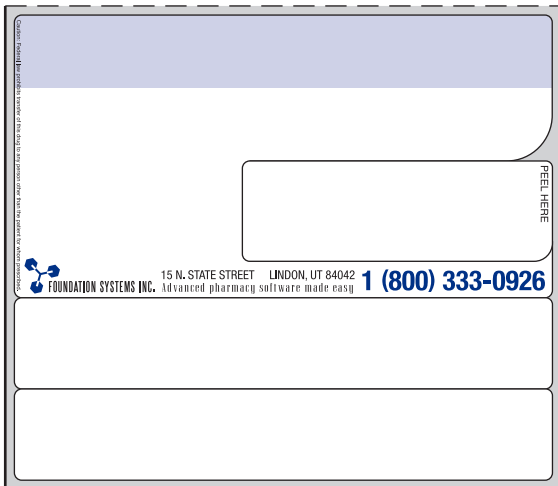 Caution: Federal law prohibits transfer of this drug to any person other than the patient for whom prescribed.
PEEL HERE
15 N. STATE STREET LINDON, UT 84042
1 (800) 333-0926
FOUNDATION SYSTEMS INC.
Advanced pharmacy software made easy